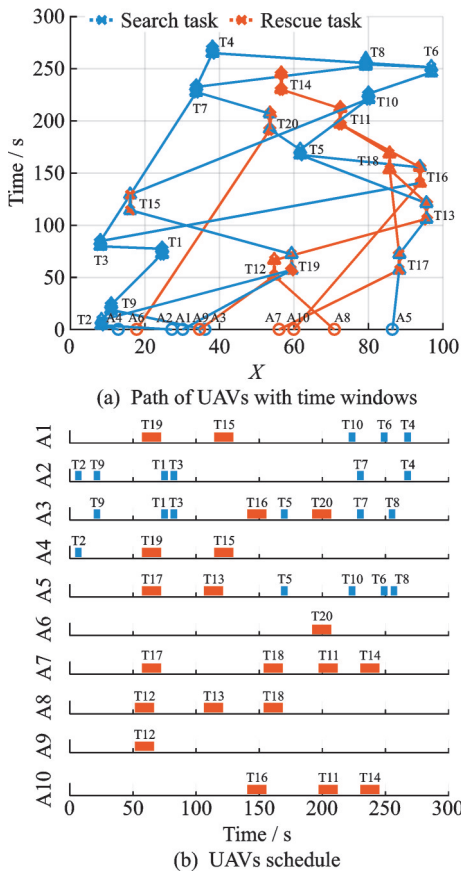 Search task Rescue task
300
250
200
150
100
50
0
Time / s
T4
T8
T6
T7
T14
T10
T20
T11
T5
T18
T16
T15
T13
T3
T1
T12
T19
T17
T9
T2 A4 A6 A2 A1 A9 A3 A7 A10 A8 A5
0 20 40 60 80 100
X
(a) Path of UAVs with time windows
A1 T19 T15 T10 T6 T4
A2 T2 T9 T1 T3 T7 T4
A3 T9 T1 T3 T16 T5 T20 T7 T8
A4 T2 T19 T15
A5 T17 T13 T5 T10 T6 T8
A6 T20
A7 T17 T18 T11 T14
A8 T12 T13 T18
A9 T12
A10 T16 T11 T14
0 50 100 150 200 250 300
Time / s
(b) UAVs schedule